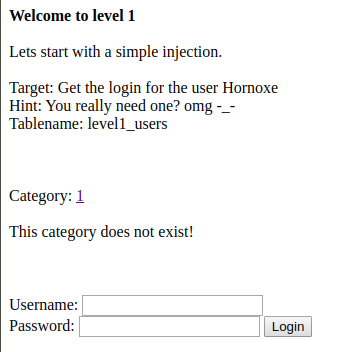 Welcome to level 1
Lets start with a simple injection.
Target: Get the login for the user Hornoxe
Hint: You really need one? omg -_-
Tablename: level1_users
Category: 1
This category does not exist!
Username:
Password: Login